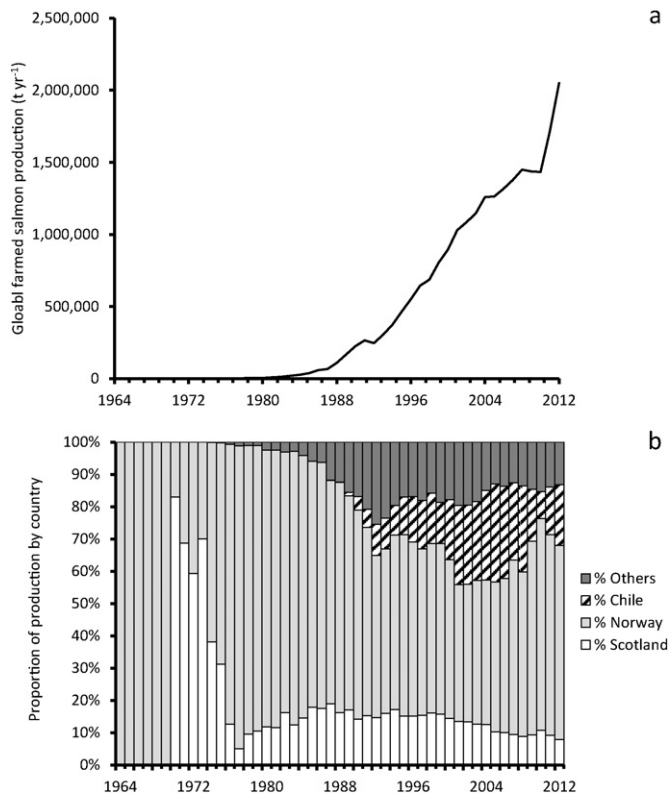 a
Gloabl farmed salmon production (t yr⁻¹)
2,500,000
2,000,000
1,500,000
1,000,000
500,000
0
1964 1972 1980 1988 1996 2004 2012
b
Proportion of production by country
100%
90%
80%
70%
60%
50%
40%
30%
20%
10%
0%
1964 1972 1980 1988 1996 2004 2012
% Others
% Chile
% Norway
% Scotland